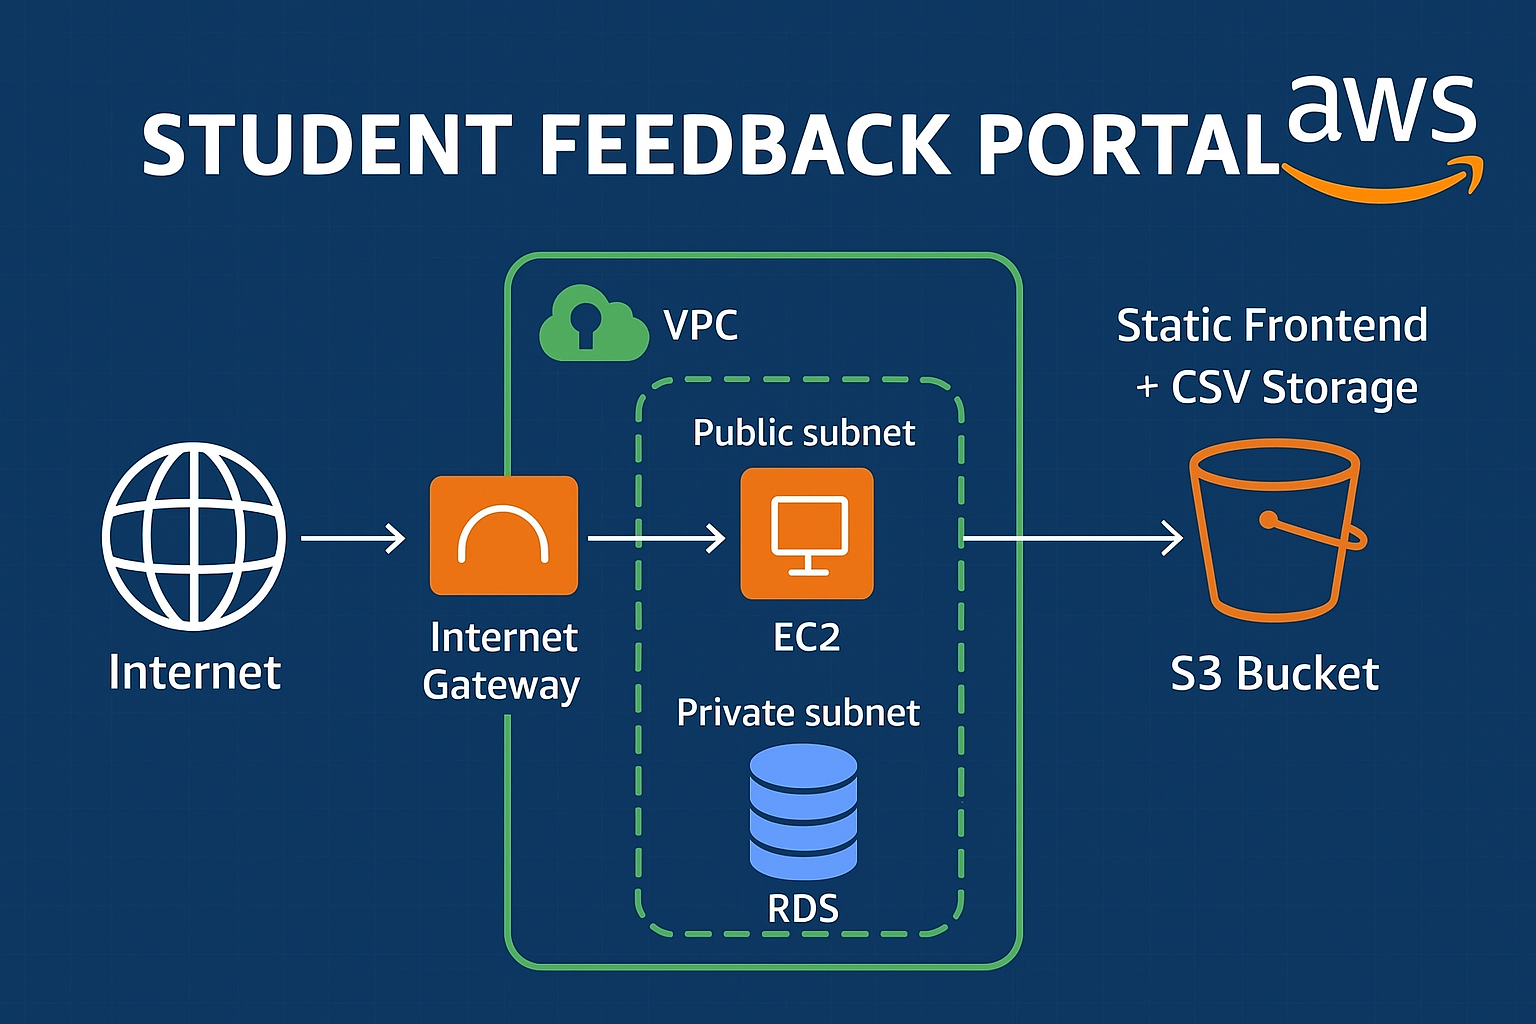 STUDENT FEEDBACK PORTAL
aws
VPC
Static Frontend
+ CSV Storage
Public subnet
Internet
Internet
Gateway
EC2
S3 Bucket
Private subnet
RDS